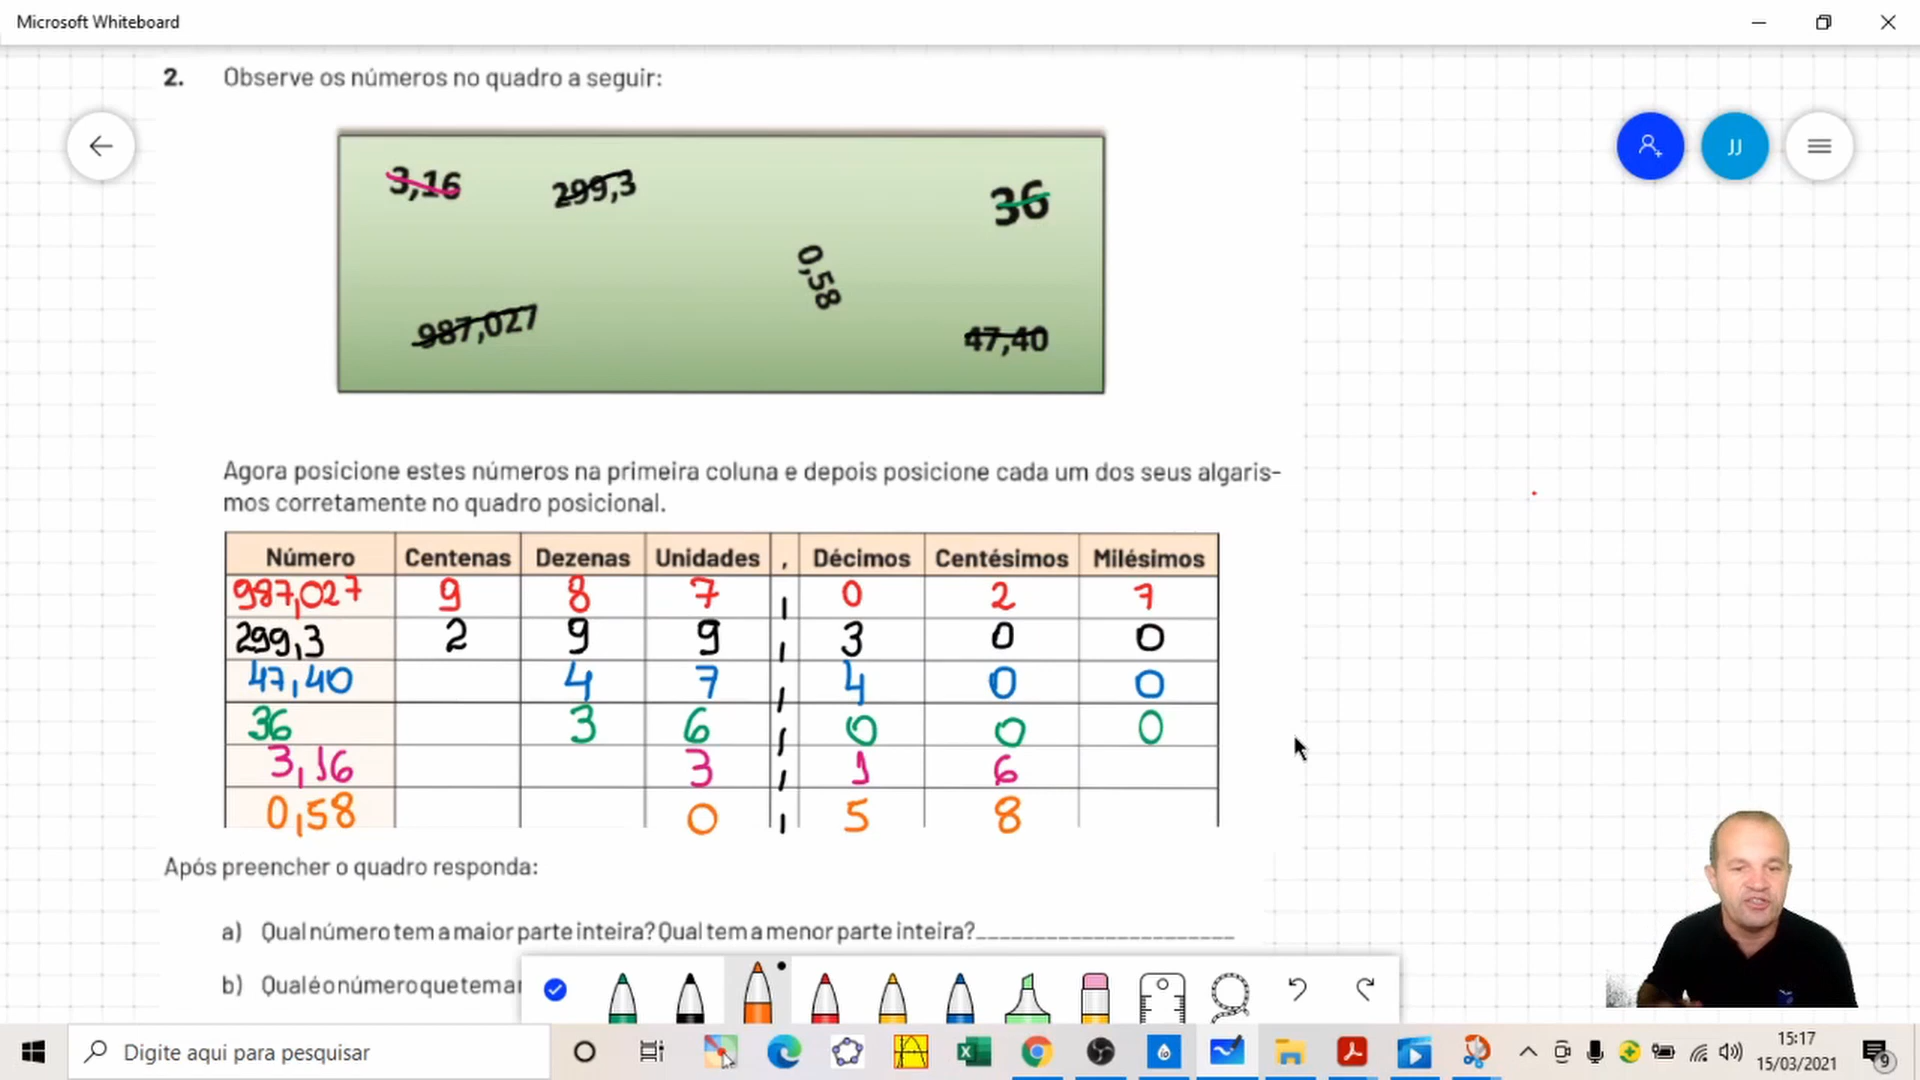 Microsoft Whiteboard
2. Observe os números no quadro a seguir:
3,16 299,3 36
0,58
987,027 47,40
JJ
Agora posicione estes números na primeira coluna e depois posicione cada um dos seus algaris-
mos corretamente no quadro posicional.
Número Centenas Dezenas Unidades , Décimos Centésimos Milésimos
987,027 9 8 7 , 0 2 7
299,3 2 9 9 , 3 0 0
47,40 4 7 , 4 0 0
36 3 6 , 0 0 0
3,16 3 , 1 6
0,58 0 , 5 8
Após preencher o quadro responda:
a) Qual número tem a maior parte inteira? Qual tem a menor parte inteira?
b) Qual é o número que tem a
Digite aqui para pesquisar
15:17
15/03/2021
9